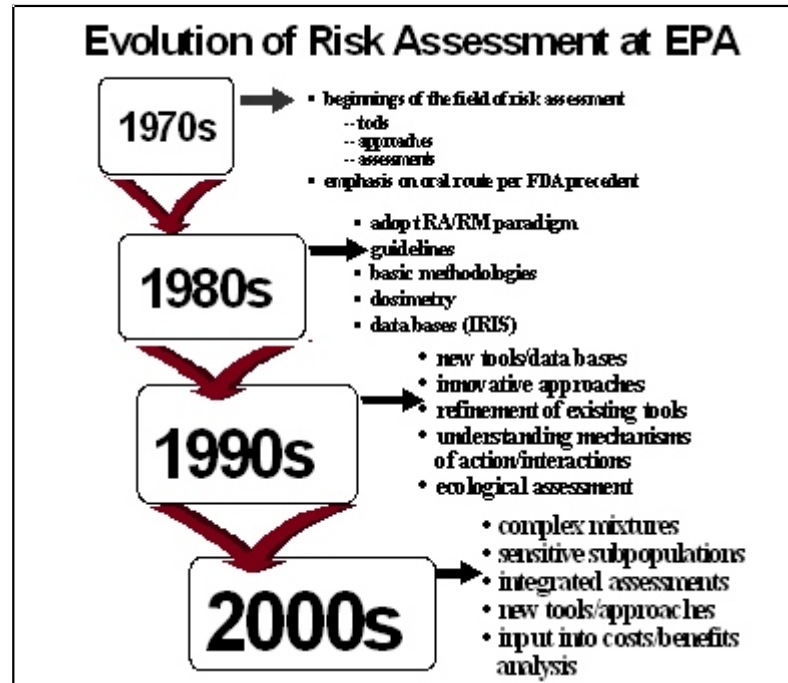 Evolution of Risk Assessment at EPA
1970s
• beginnings of the field of risk assessment
-- tools
-- approaches
-- assessments
• emphasis on oral route per FDA precedent
1980s
• adopt RA/RM paradigm
• guidelines
• basic methodologies
• dosimetry
• data bases (IRIS)
1990s
• new tools/data bases
• innovative approaches
• refinement of existing tools
• understanding mechanisms
of action/interactions
• ecological assessment
2000s
• complex mixtures
• sensitive subpopulations
• integrated assessments
• new tools/approaches
• input into costs/benefits
analysis